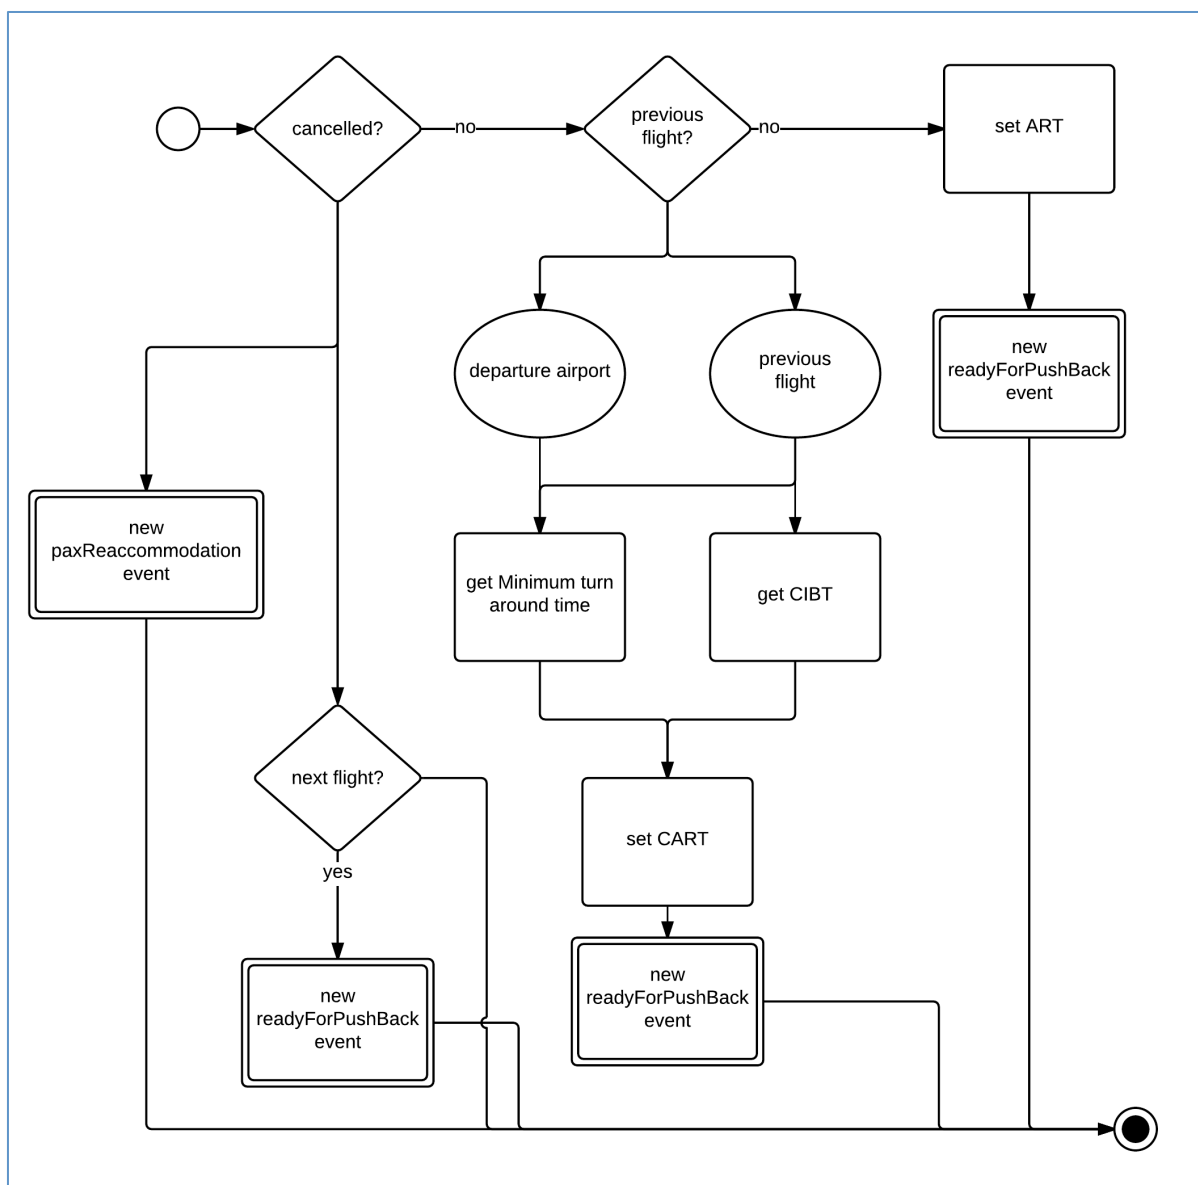 cancelled?
no
previous
flight?
no
set ART
departure airport
previous
flight
new
readyForPushBack
event
new
paxReaccommodation
event
get Minimum turn
around time
get CIBT
next flight?
set CART
yes
new
readyForPushBack
event
new
readyForPushBack
event